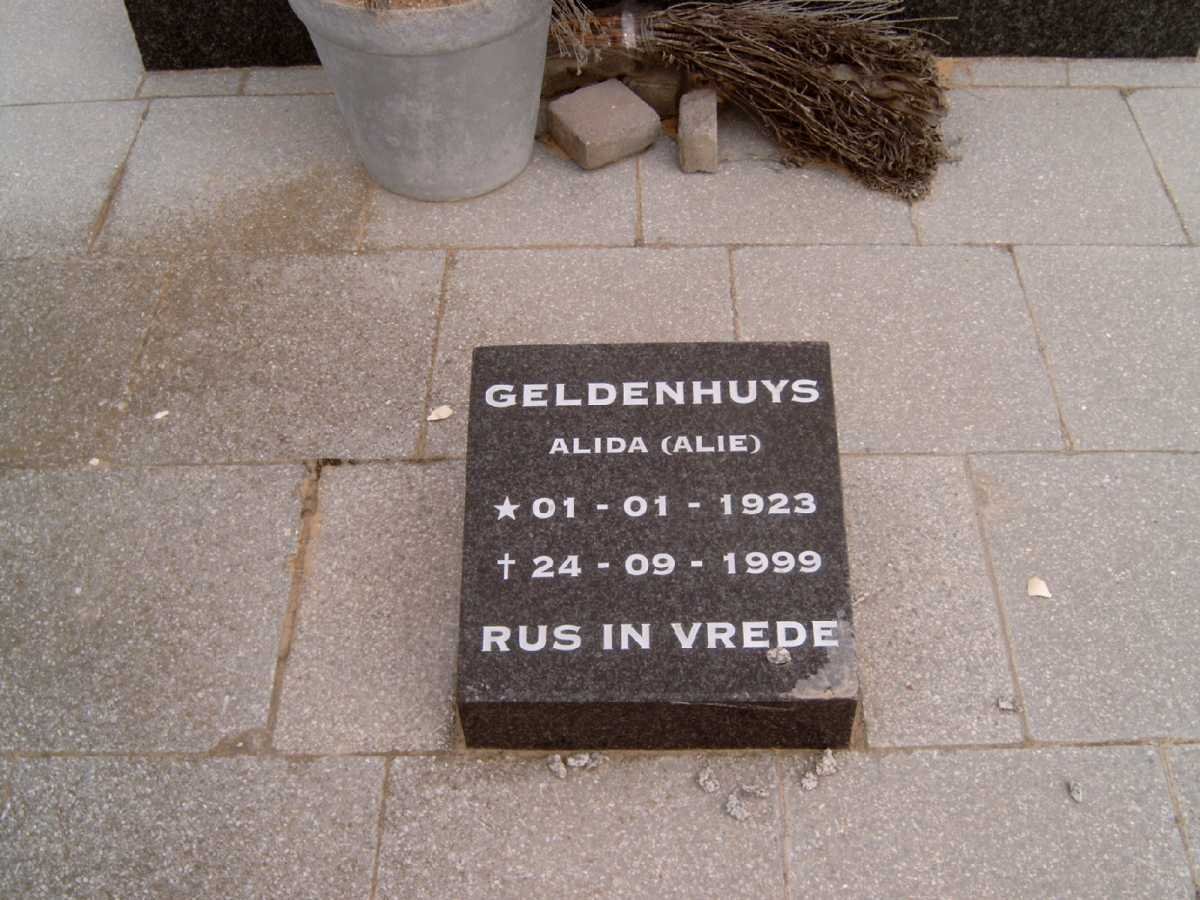 GELDENHUYS
ALIDA (ALIE)
★ 01 - 01 - 1923
† 24 - 09 - 1999
RUS IN VREDE